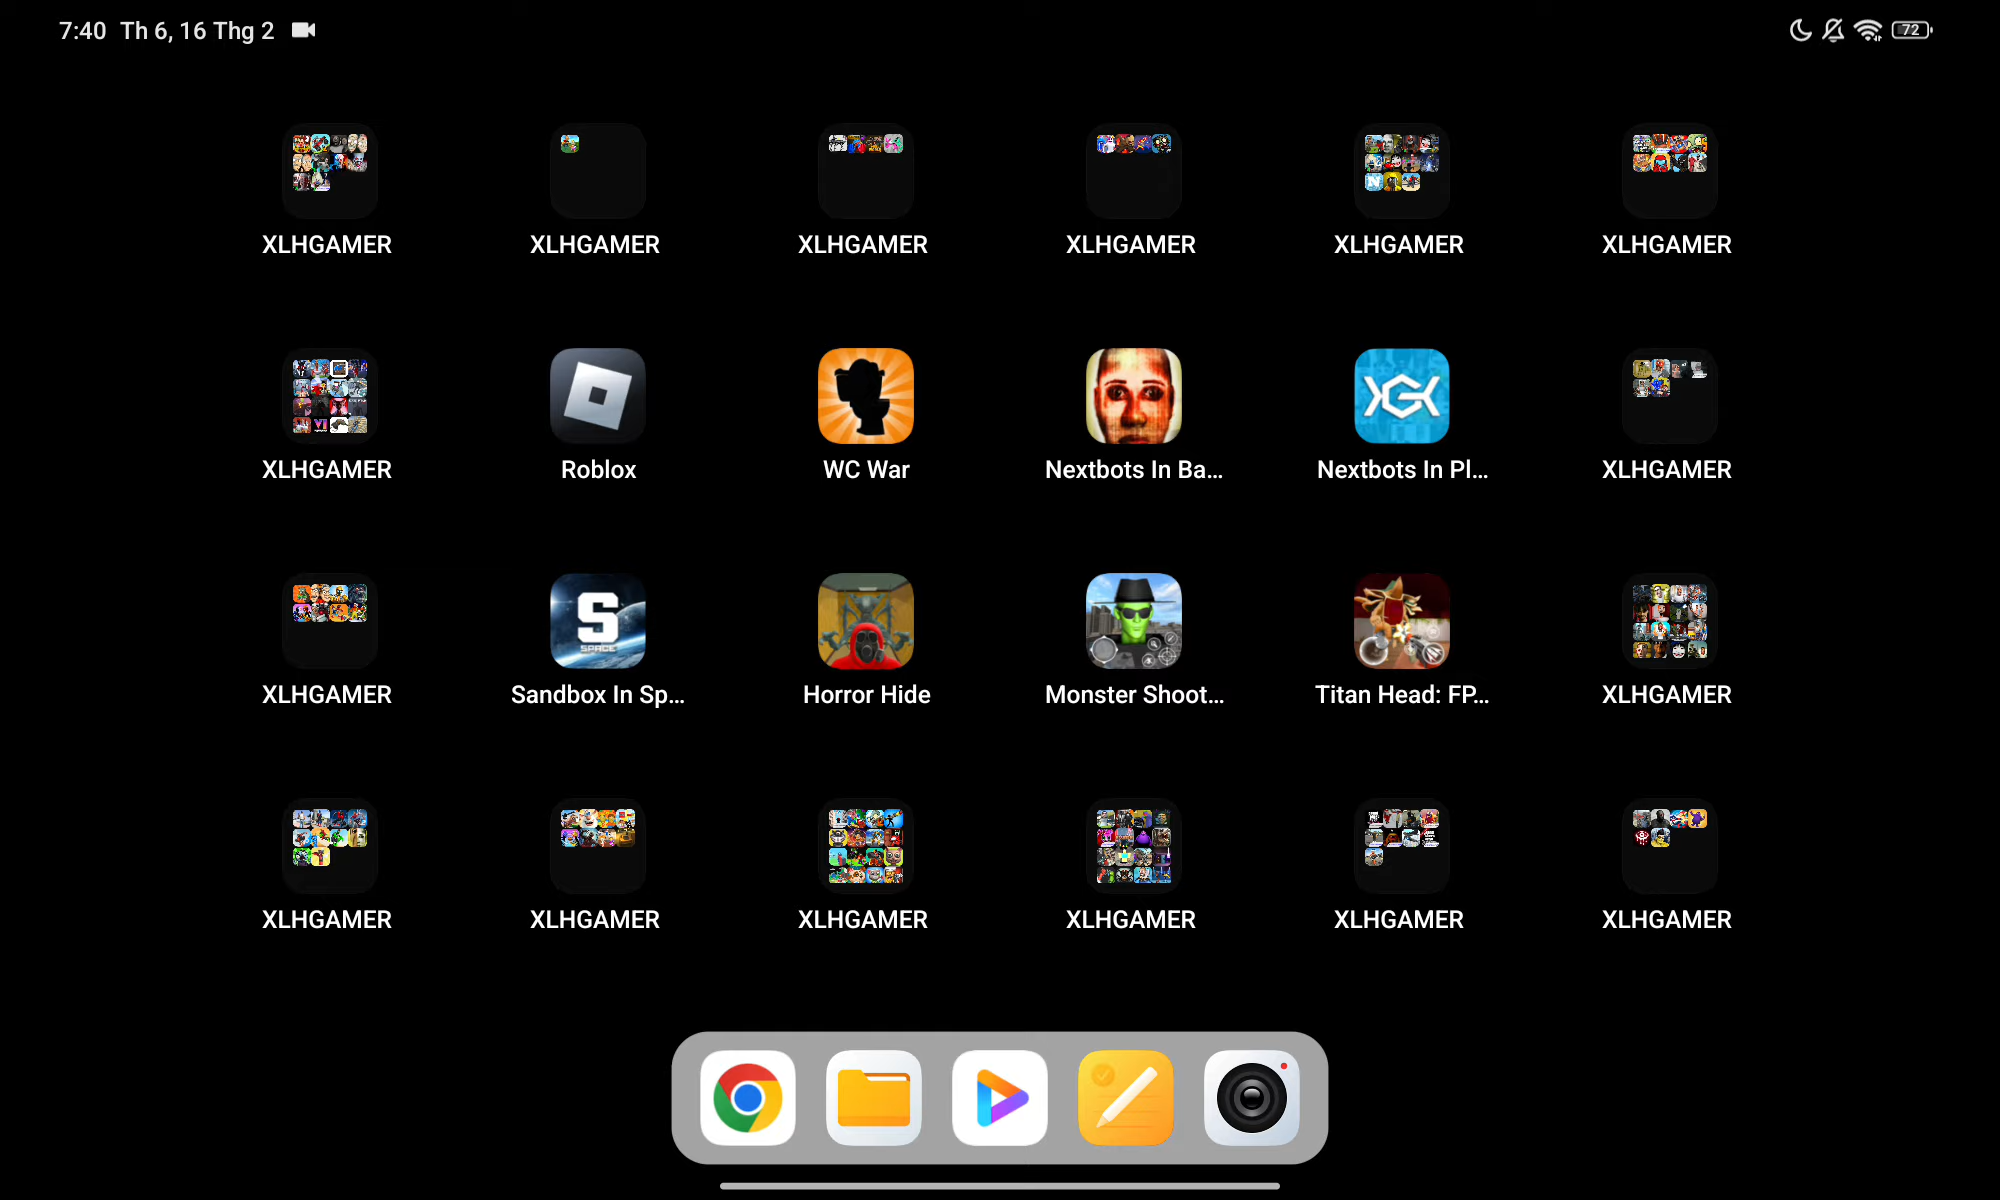 7:40 Th 6, 16 Thg 2
72
XLHGAMER XLHGAMER XLHGAMER XLHGAMER XLHGAMER XLHGAMER
XLHGAMER Roblox WC War Nextbots In Ba... Nextbots In Pl... XLHGAMER
S
SPACE
XLHGAMER Sandbox In Sp... Horror Hide Monster Shoot... Titan Head: FP... XLHGAMER
XLHGAMER XLHGAMER XLHGAMER XLHGAMER XLHGAMER XLHGAMER